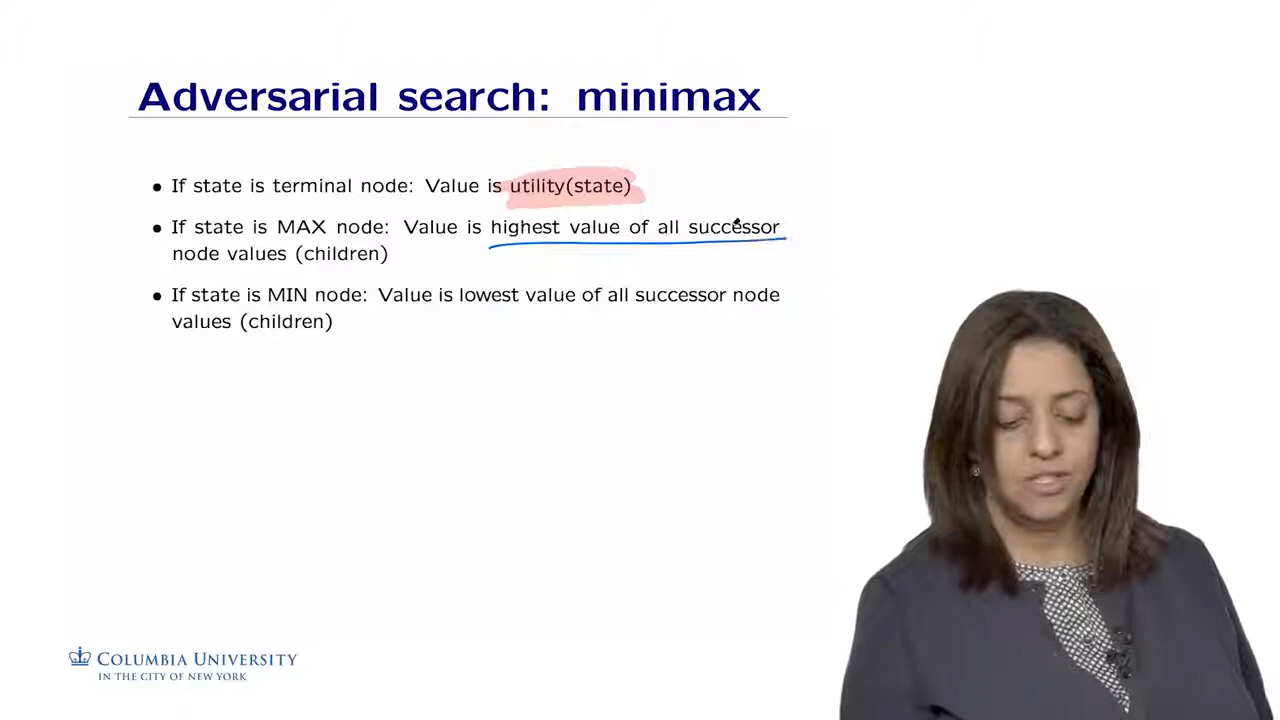 Adversarial search: minimax
• If state is terminal node: Value is utility(state)
• If state is MAX node: Value is highest value of all successor
node values (children)
• If state is MIN node: Value is lowest value of all successor node
values (children)
COLUMBIA UNIVERSITY
IN THE CITY OF NEW YORK